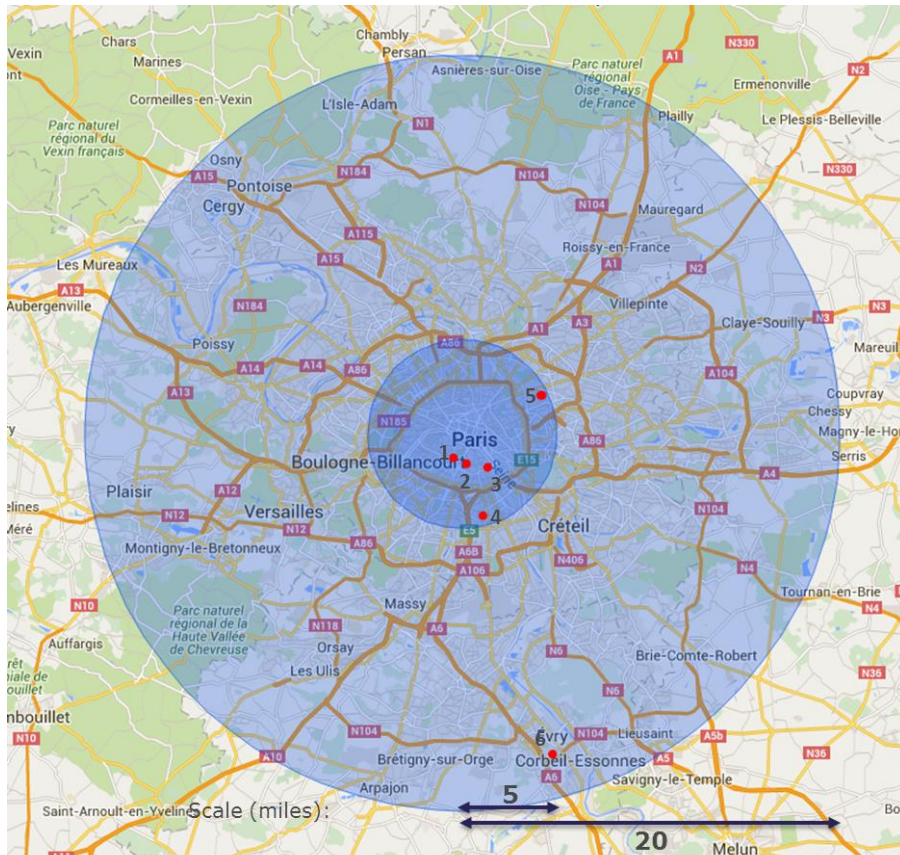 Chambly
Persan
Vexin
Chars
Marines
Asnières-sur-Oise
A1
N330
N2
Parc naturel
régional
Oise - Pays
de France
Ermenonville
Cormeilles-en-Vexin
L'Isle-Adam
Plailly
Le Plessis-Belleville
N1
Parc naturel
régional du
Vexin français
Osny
N330
A15
Pontoise
N184
N104
Cergy
N104
Mauregard
A115
Roissy-en-France
A15
A1
N2
Les Mureaux
A13
Aubergenville
N184
Villepinte
N3
A1
A3
Claye-Souilly
N3
Poissy
A86
Mareuil
A14
A14
A86
A104
A13
5
Coupvray
Chessy
N185
Magny-le-Ho
Paris
A86
1
Serris
Boulogne-Billancourt
E15
A4
2
3
Seine
Plaisir
A12
N104
Versailles
N12
4
Méré
N12
Créteil
E5
A86
Montigny-le-Bretonneux
A6B
N406
A106
N4
Tournan-en-Brie
N10
Massy
N4
Parc naturel
régional de la
Haute Vallée
de Chevreuse
A6
N118
Auffargis
Orsay
N6
Brie-Comte-Robert
Les Ulis
N36
N6
nbouillet
N104
6
Evry
N104
Lieusaint
A5b
N10
A10
Brétigny-sur-Orge
Corbeil-Essonnes
A5
N36
A6
Savigny-le-Temple
Arpajon
5
Saint-Arnoult-en-Yveline
Scale (miles):
20
Melun